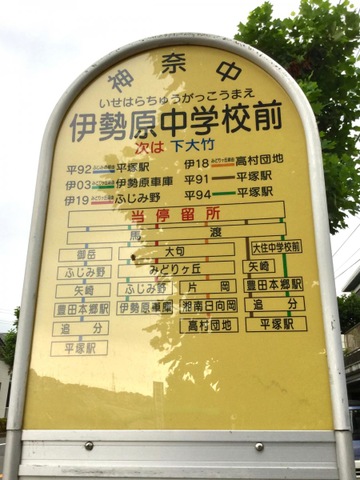 神奈中
いせはらちゅうがっこうまえ
伊勢原中学校前
次は 下大竹
平92 平塚駅 伊18 高村団地
伊03 伊勢原車庫 平91 平塚駅
伊19 ふじみ野 平94 平塚駅
当停留所
馬渡
御岳 大句 大住中学校前
ふじみ野 みどりヶ丘 矢崎
矢崎 ふじみ野 片岡 豊田本郷駅
豊田本郷駅 伊勢原車庫 湘南日向岡 追分
追分 高村団地 平塚駅
平塚駅